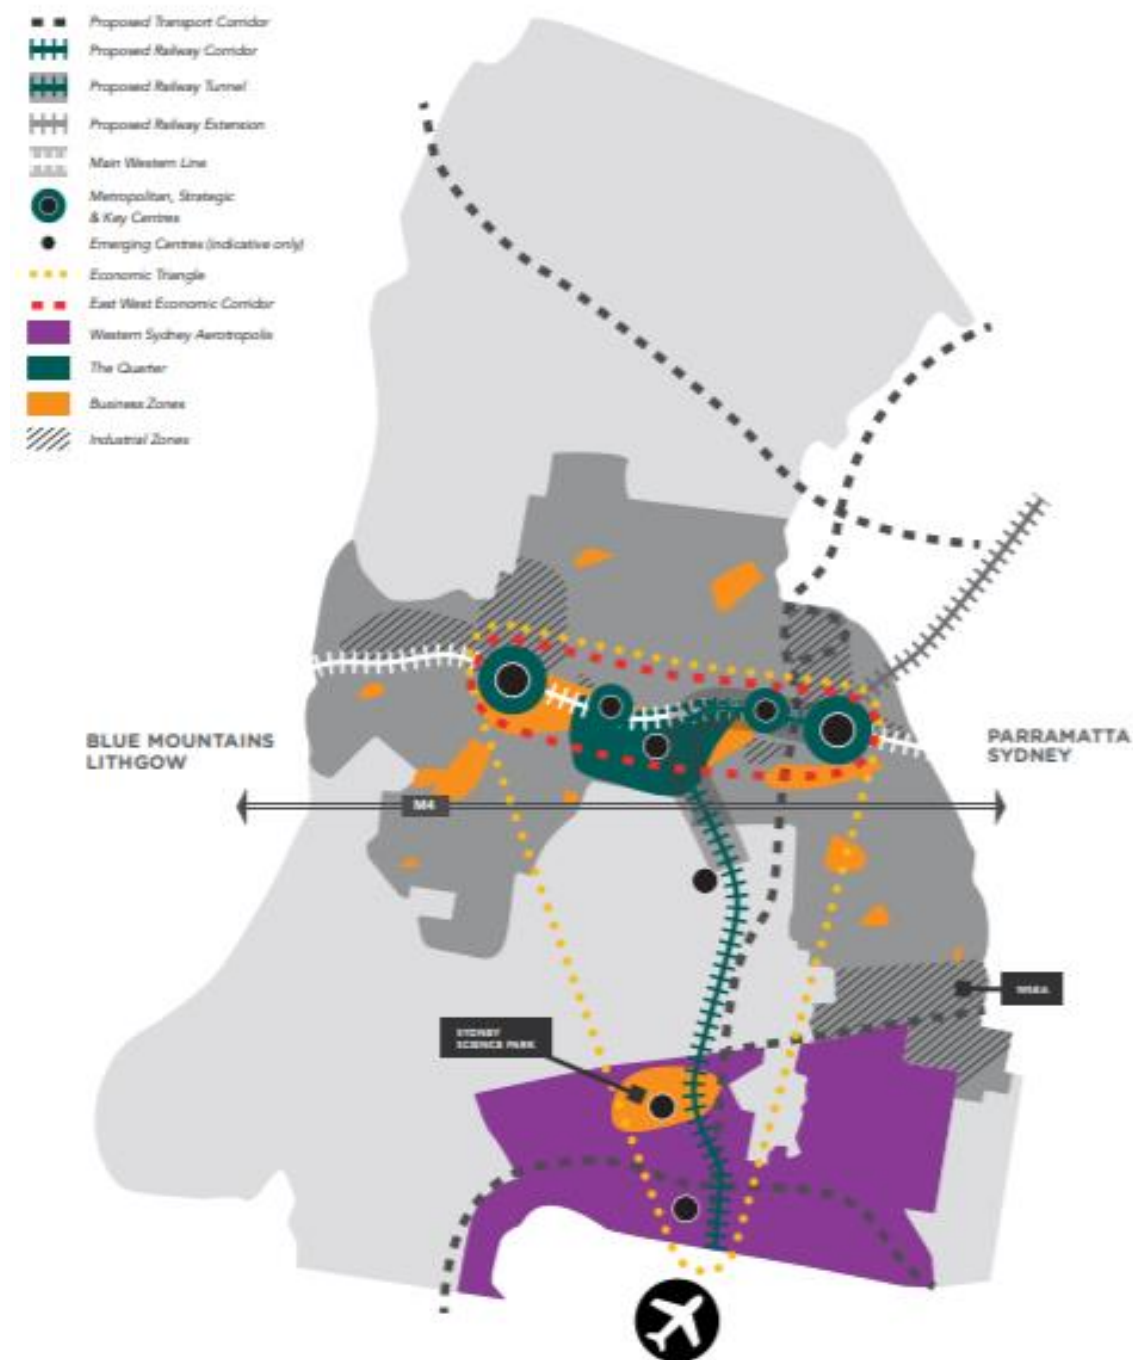 Proposed Transport Corridor
Proposed Railway Corridor
Proposed Railway Tunnel
Proposed Railway Extension
Main Western Line
Metropolitan, Strategic
& Key Centres
Emerging Centres (indicative only)
Economic Triangle
East West Economic Corridor
Western Sydney Aerotropolis
The Quarter
Business Zones
Industrial Zones
BLUE MOUNTAINS
LITHGOW
PARRAMATTA
SYDNEY
M4
WSEA
SYDNEY
SCIENCE PARK